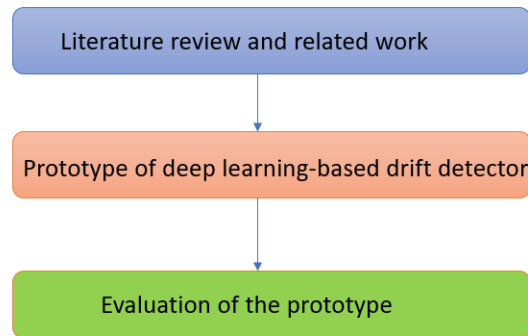 Literature review and related work
Prototype of deep learning-based drift detector
Evaluation of the prototype